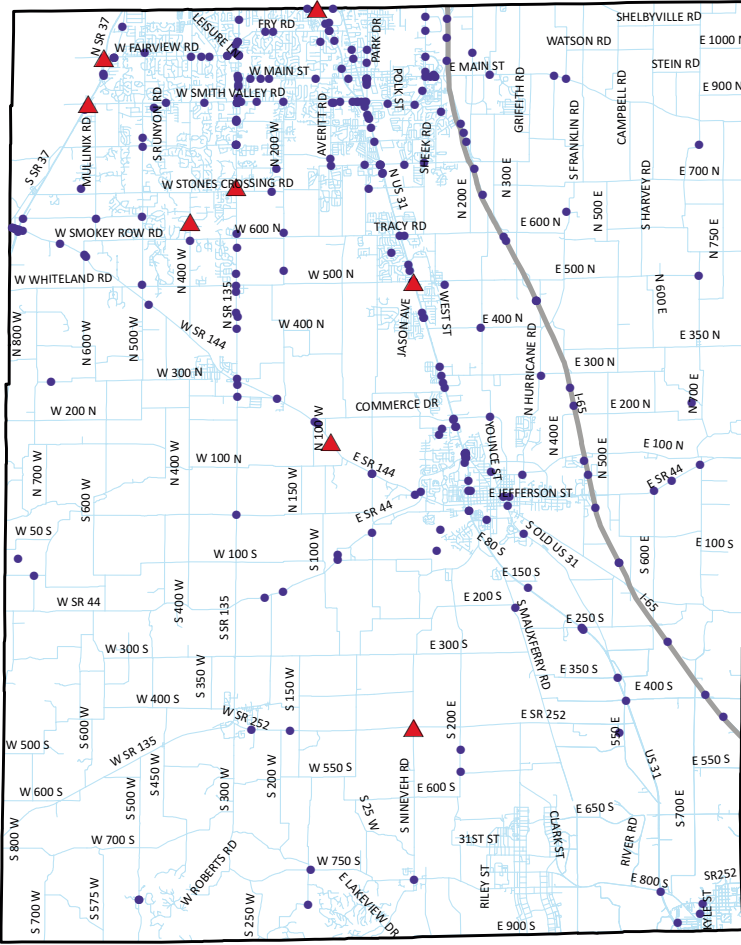 SHELBYVILLE RD
FRY RD
LEISURE LN
N SR 37
PARK DR
W FAIRVIEW RD
WATSON RD
E 1000 N
STEIN RD
E MAIN ST
W MAIN ST
POLK ST
GRIFFITH RD
S FRANKLIN RD
CAMPBELL RD
E 900 N
W SMITH VALLEY RD
S RUNYON RD
AVERITT RD
SHEEK RD
MULLINIX RD
N 200 W
S SR 37
E 700 N
W STONES CROSSING RD
N US 31
N 200 E
N 300 E
S HARVEY RD
N 500 E
E 600 N
TRACY RD
W SMOKEY ROW RD
W 600 N
N 750 E
N 400 W
E 500 N
W 500 N
W WHITELAND RD
N 600 E
N SR 135
WEST ST
JASON AVE
E 400 N
W 400 N
N 800 W
N 600 W
N 500 W
W SR 144
N HURRICANE RD
E 350 N
E 300 N
W 300 N
I-65
N 700 E
COMMERCE DR
E 200 N
W 200 N
N 100 W
YOUNCE ST
N 400 E
E 100 N
N 700 W
N 400 W
W 100 N
N 150 W
E SR 144
N 500 E
E SR 44
S 600 W
E JEFFERSON ST
E SR 44
W 50 S
S 100 W
E 80 S
S OLD US 31
S 600 E
E 100 S
W 100 S
E 150 S
W SR 44
S 400 W
S SR 135
E 200 S
S MAUXFERRY RD
I-65
E 250 S
W 300 S
E 300 S
S 350 W
S 150 W
E 350 S
E 400 S
W 400 S
W SR 252
S 200 E
E SR 252
S 600 W
W 500 S
W SR 135
550 E
US 31
E 550 S
S 450 W
S 500 W
S 300 W
S 200 W
W 550 S
S NINEVEH RD
E 600 S
W 600 S
S 25 W
S 700 E
E 650 S
S 800 W
W 700 S
31ST ST
CLARK ST
RIVER RD
W ROBERTS RD
W 750 S
RILEY ST
E LAKEVIEW DR
E 800 S
SR252
KYLE ST
S 700 W
S 575 W
S 250 W
E 900 S